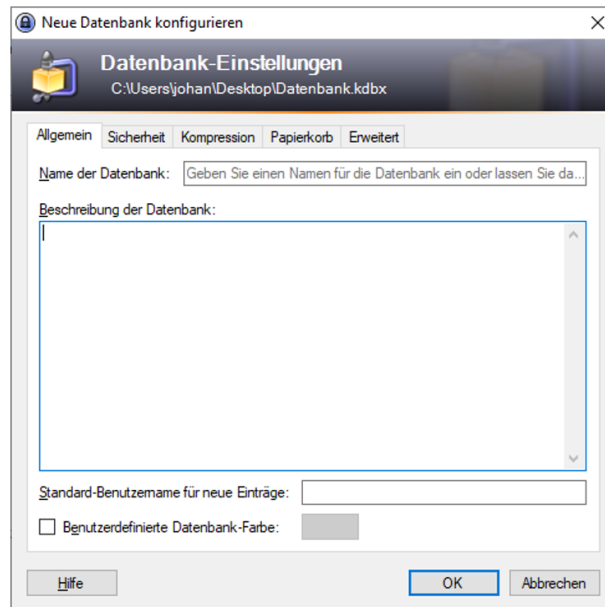 Neue Datenbank konfigurieren
Datenbank-Einstellungen
C:\Users\johan\Desktop\Datenbank.kdbx
Allgemein Sicherheit Kompression Papierkorb Erweitert
Name der Datenbank: Geben Sie einen Namen für die Datenbank ein oder lassen Sie da...
Beschreibung der Datenbank:
Standard-Benutzername für neue Einträge:
Benutzerdefinierte Datenbank-Farbe:
Hilfe OK Abbrechen